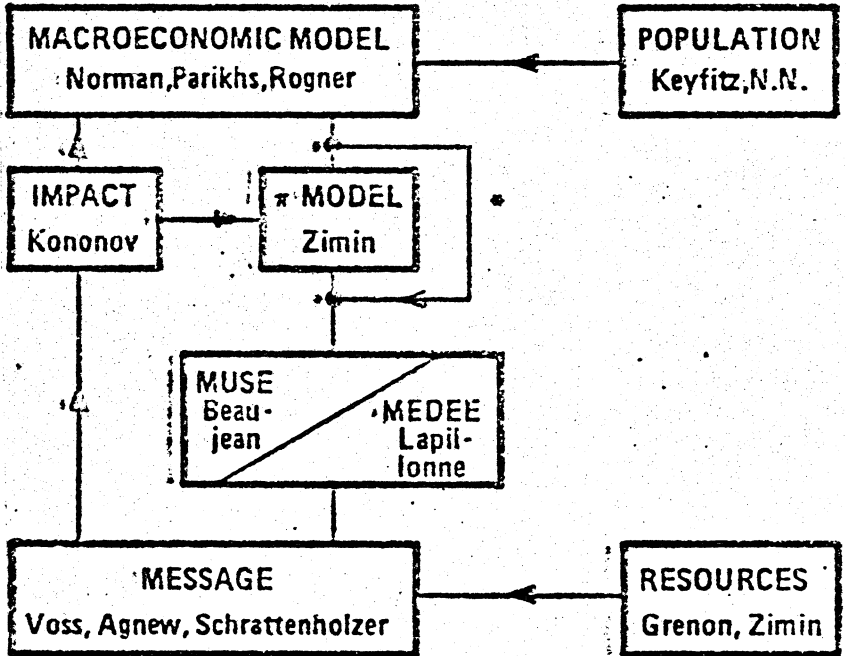 MACROECONOMIC MODEL
Norman,Parikhs,Rogner
POPULATION
Keyfitz,N.N.
IMPACT
Kononov
π MODEL
Zimin
*
MUSE
Beau-
jean
MEDEE
Lapil-
lonne
MESSAGE
Voss, Agnew, Schrattenholzer
RESOURCES
Grenon, Zimin